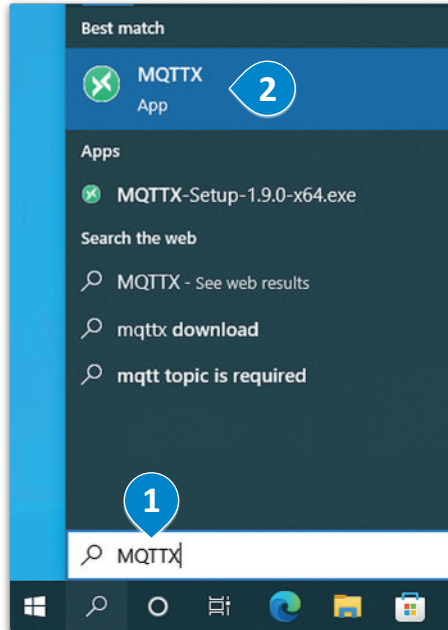 Best match
MQTTX
App
2
Apps
MQTTX-Setup-1.9.0-x64.exe
Search the web
MQTTX - See web results
mqttx download
mqtt topic is required
1
MQTTX